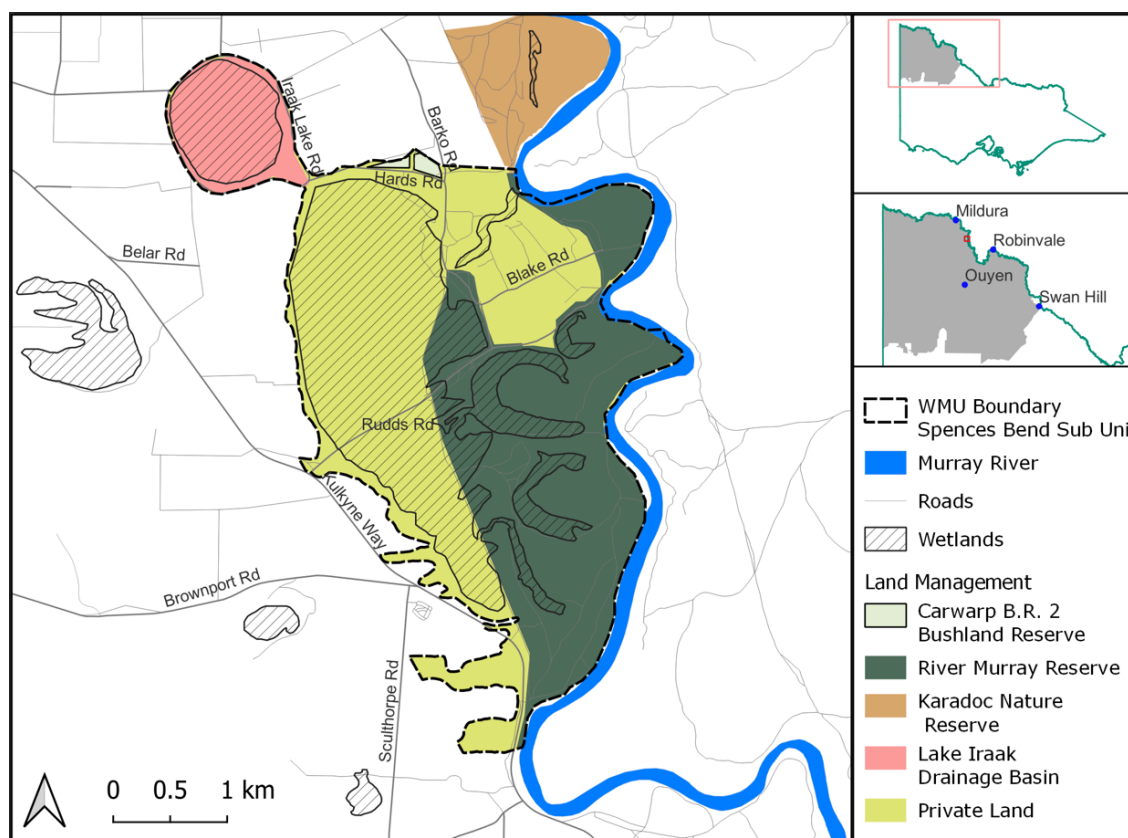 Iraak Lake Rd
Barko Rd
Hards Rd
Belar Rd
Blake Rd
Rudds Rd
Kulkyne Way
Brownport Rd
Sculthorpe Rd
0 0.5 1 km
Mildura
Robinvale
Ouyen
Swan Hill
WMU Boundary
Spences Bend Sub Uni
Murray River
Roads
Wetlands
Land Management
Carwarp B.R. 2
Bushland Reserve
River Murray Reserve
Karadoc Nature
Reserve
Lake Iraak
Drainage Basin
Private Land